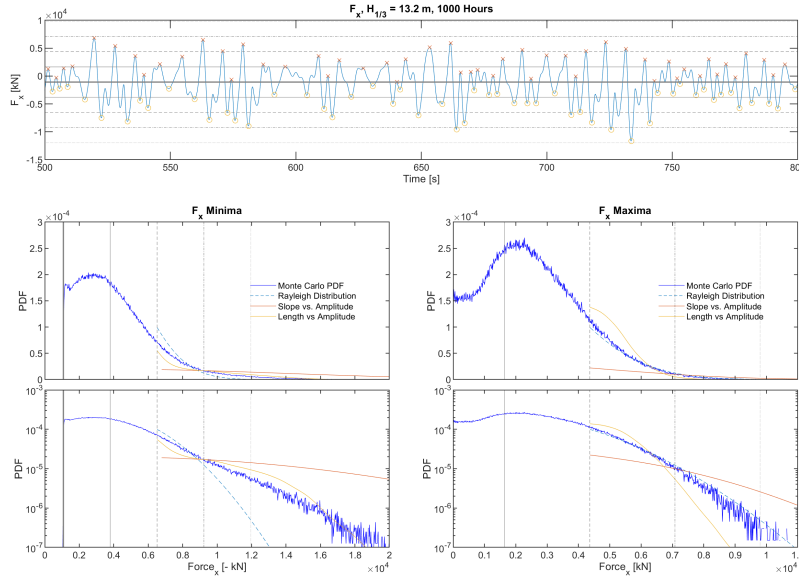 F_x, H_1/3 = 13.2 m, 1000 Hours
×10^4
F_x [kN]
1
0.5
0
-0.5
-1
-1.5
500 550 600 650 700 750 800
Time [s]
F_x Minima
×10^-4
PDF
3
2.5
2
1.5
1
0.5
0
Monte Carlo PDF
Rayleigh Distribution
Slope vs. Amplitude
Length vs Amplitude
F_x Maxima
×10^-4
PDF
3
2.5
2
1.5
1
0.5
0
Monte Carlo PDF
Rayleigh Distribution
Slope vs. Amplitude
Length vs Amplitude
PDF
10^-3
10^-4
10^-5
10^-6
10^-7
0 0.2 0.4 0.6 0.8 1 1.2 1.4 1.6 1.8 2
Force_x [- kN]
×10^4
PDF
10^-3
10^-4
10^-5
10^-6
10^-7
0 0.1 0.2 0.3 0.4 0.5 0.6 0.7 0.8 0.9 1 1.1
Force_x [kN]
×10^4